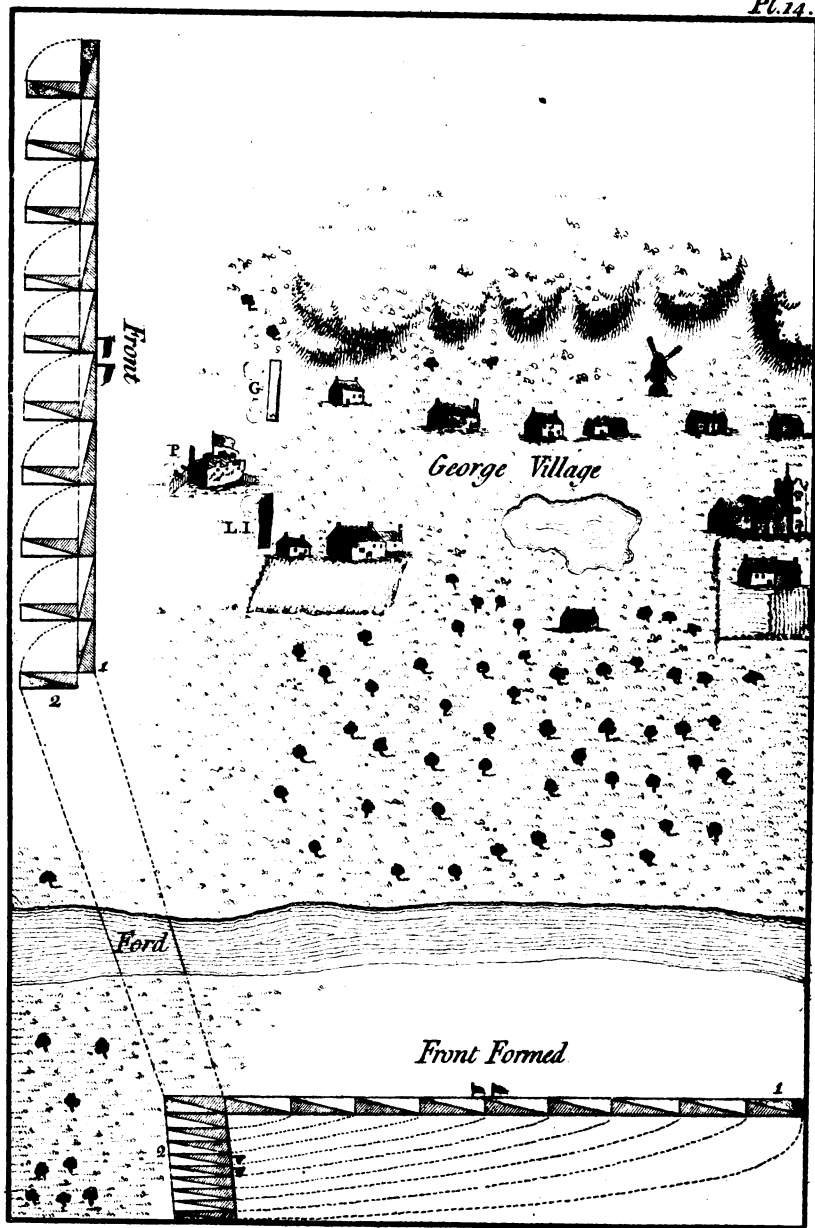 Pl.14.
Front
G
P.
George Village
L.I.
1
2
Ford
Front Formed
1
2